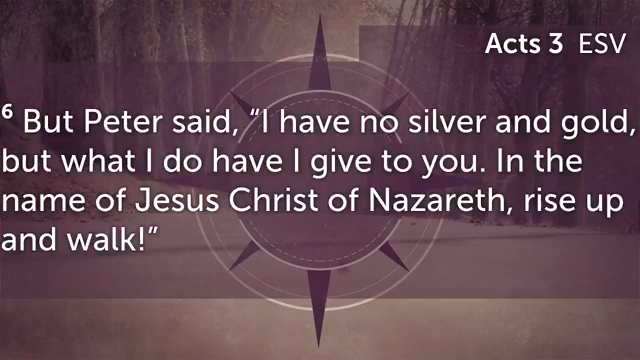 Acts 3 ESV
6 But Peter said, “I have no silver and gold,
but what I do have I give to you. In the
name of Jesus Christ of Nazareth, rise up
and walk!”